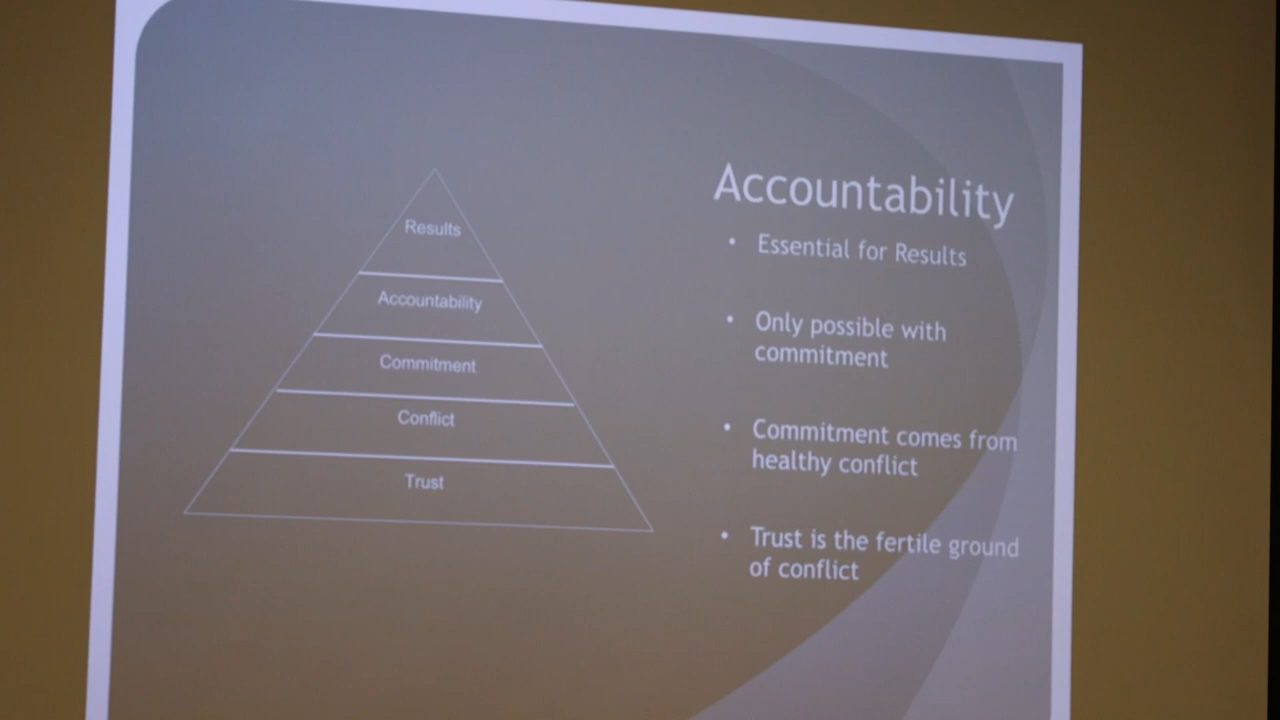 Results
Accountability
Commitment
Conflict
Trust
Accountability
• Essential for Results
• Only possible with
commitment
• Commitment comes from
healthy conflict
• Trust is the fertile ground
of conflict